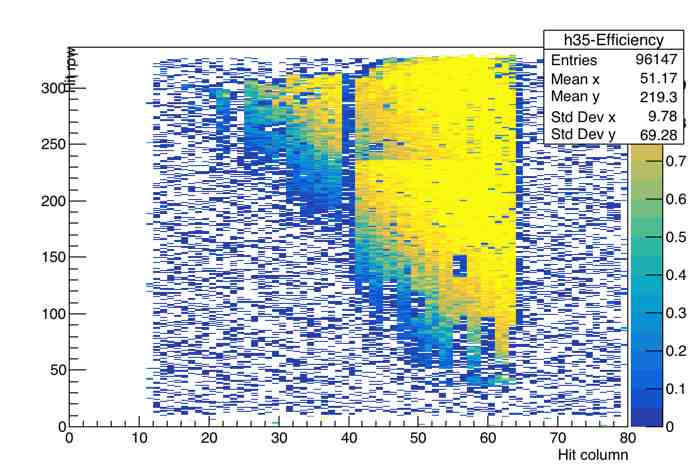 h35-Efficiency
Entries 96147
Mean x 51.17
Mean y 219.3
Std Dev x 9.78
Std Dev y 69.28
300
250
200
150
100
50
0
0 10 20 30 40 50 60 70 80
Hit column
0.7
0.6
0.5
0.4
0.3
0.2
0.1
0